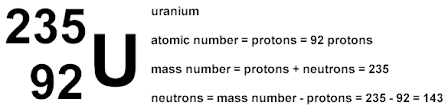 235
92
U
uranium
atomic number = protons = 92 protons
mass number = protons + neutrons = 235
neutrons = mass number - protons = 235 - 92 = 143